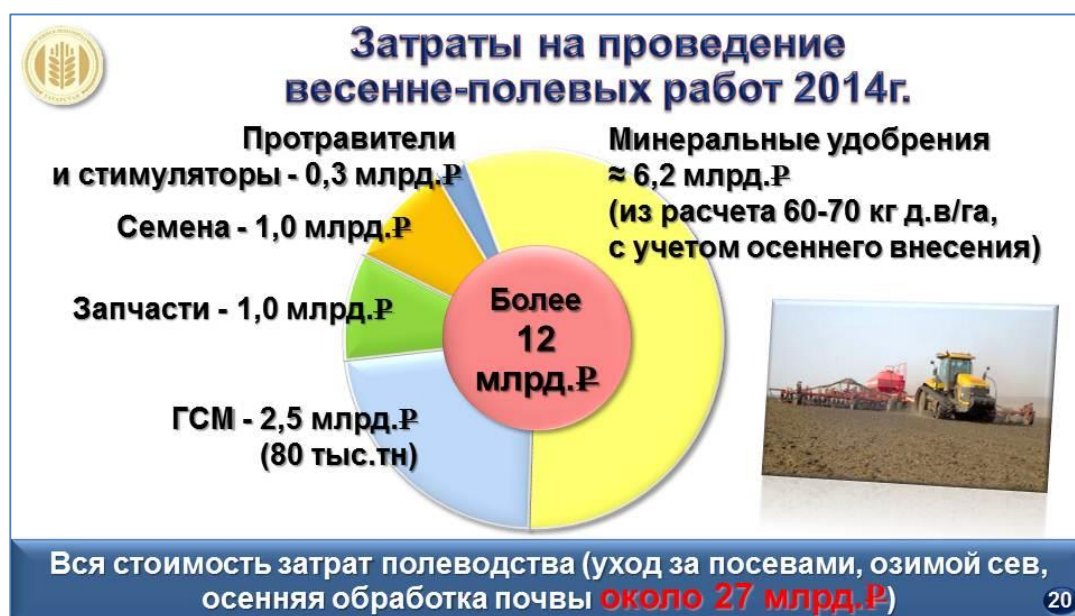 Затраты на проведение
весенне-полевых работ 2014г.
Протравители
и стимуляторы - 0,3 млрд.₽
Семена - 1,0 млрд.₽
Запчасти - 1,0 млрд.₽
ГСМ - 2,5 млрд.₽
(80 тыс.тн)
Минеральные удобрения
≈ 6,2 млрд.₽
(из расчета 60-70 кг д.в/га,
с учетом осеннего внесения)
Более
12
млрд.₽
Вся стоимость затрат полеводства (уход за посевами, озимой сев,
осенняя обработка почвы около 27 млрд.₽)
20